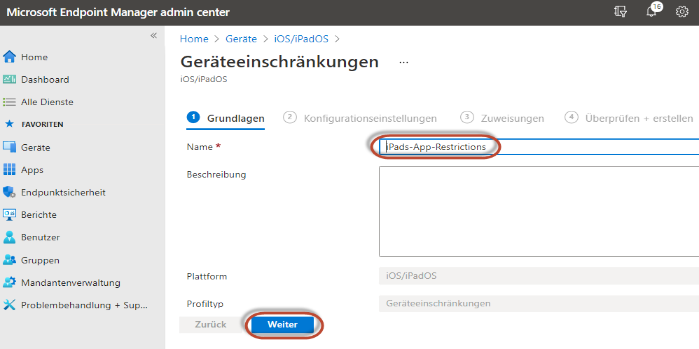 Microsoft Endpoint Manager admin center
16
«
Home > Geräte > iOS/iPadOS >
Geräteeinschränkungen ...
iOS/iPadOS
Home
Dashboard
Alle Dienste
FAVORITEN
Geräte
Apps
Endpunktsicherheit
Berichte
Benutzer
Gruppen
Mandantenverwaltung
Problembehandlung + Sup...
1 Grundlagen 2 Konfigurationseinstellungen 3 Zuweisungen 4 Überprüfen + erstellen
Name * iPads-App-Restrictions
Beschreibung
Plattform iOS/iPadOS
Profiltyp Geräteeinschränkungen
Zurück Weiter